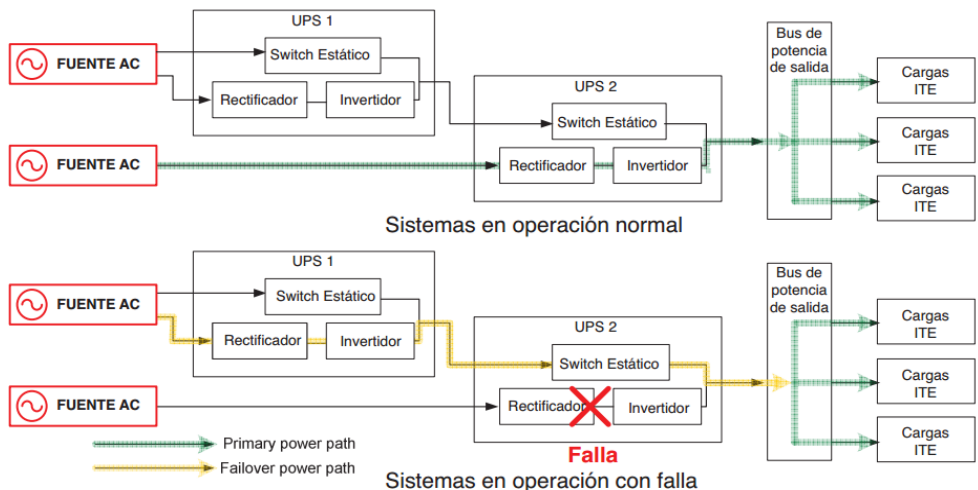 UPS 1
FUENTE AC
Switch Estático
Rectificador
Invertidor
UPS 2
Switch Estático
FUENTE AC
Rectificador
Invertidor
Bus de
potencia
de salida
Cargas
ITE
Cargas
ITE
Cargas
ITE
Sistemas en operación normal
UPS 1
FUENTE AC
Switch Estático
Rectificador
Invertidor
UPS 2
Switch Estático
FUENTE AC
Rectificador
Invertidor
Falla
Bus de
potencia
de salida
Cargas
ITE
Cargas
ITE
Cargas
ITE
Primary power path
Failover power path
Sistemas en operación con falla